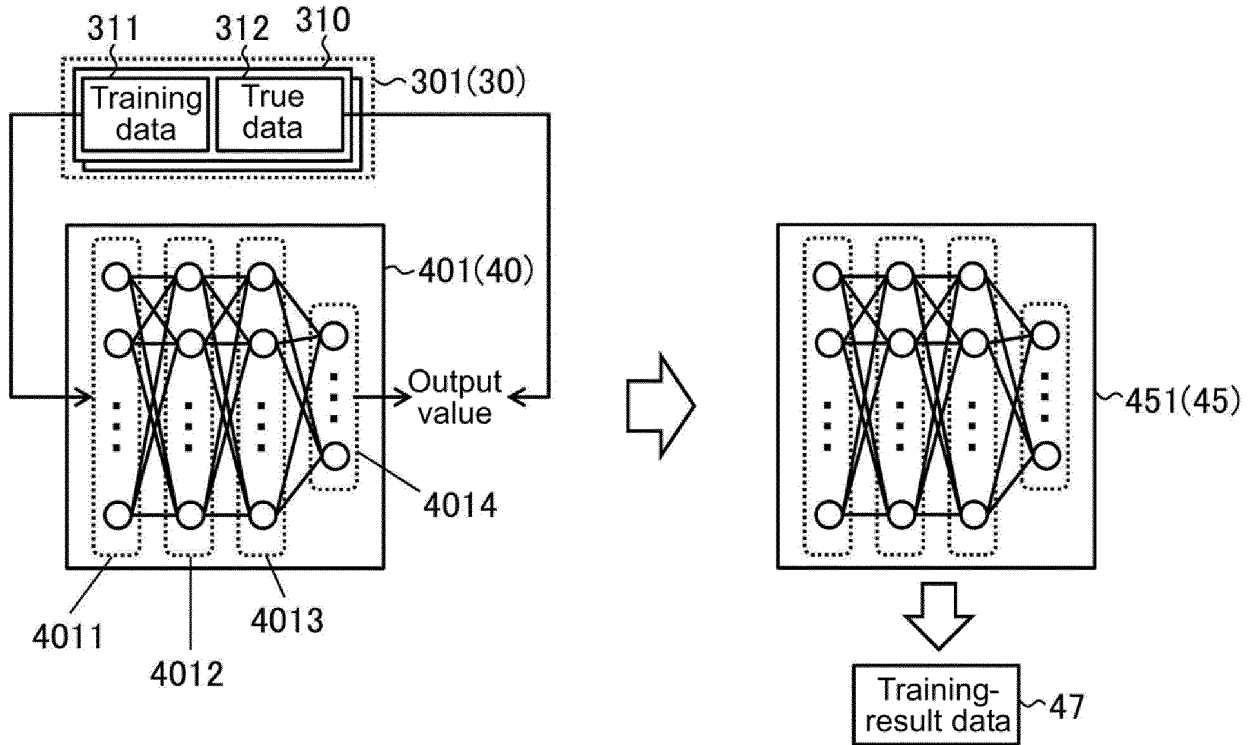 311
312
310
301(30)
Training
data
True
data
401(40)
Output
value
451(45)
4014
4011
4012
4013
Training-
result data
47